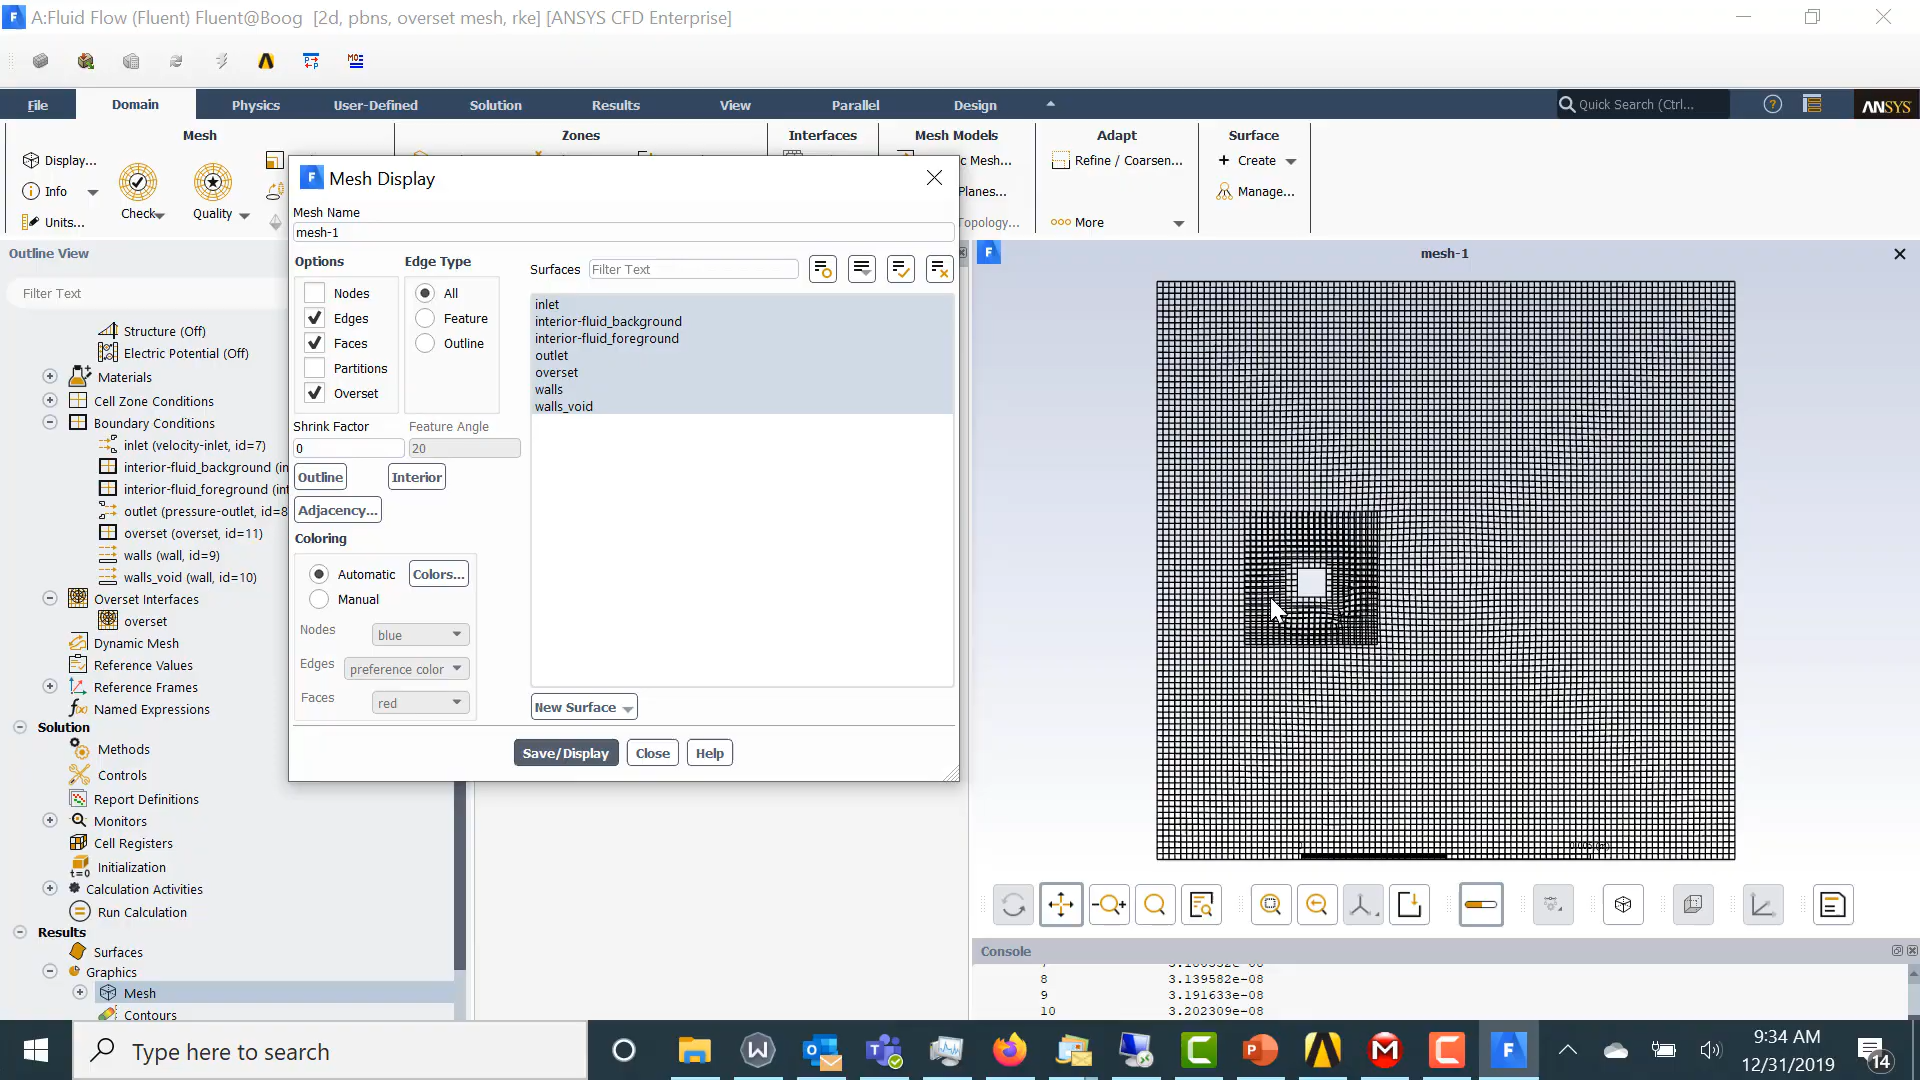 A:Fluid Flow (Fluent) Fluent@Boog [2d, pbns, overset mesh, rke] [ANSYS CFD Enterprise]
File Domain Physics User-Defined Solution Results View Parallel Design Quick Search (Ctrl... ANSYS
Mesh Zones Interfaces Mesh Models Adapt Surface
Display... Info Units... Check Quality
c Mesh... Planes... Topology...
Refine / Coarsen... More
Create Manage...
Outline View
Filter Text
Structure (Off)
Electric Potential (Off)
Materials
Cell Zone Conditions
Boundary Conditions
inlet (velocity-inlet, id=7)
interior-fluid_background (in
interior-fluid_foreground (int
outlet (pressure-outlet, id=8
overset (overset, id=11)
walls (wall, id=9)
walls_void (wall, id=10)
Overset Interfaces
overset
Dynamic Mesh
Reference Values
Reference Frames
Named Expressions
Solution
Methods
Controls
Report Definitions
Monitors
Cell Registers
Initialization
Calculation Activities
Run Calculation
Results
Surfaces
Graphics
Mesh
Contours
Mesh Display
Mesh Name
mesh-1
Options
Nodes
Edges
Faces
Partitions
Overset
Edge Type
All
Feature
Outline
Shrink Factor
0
Feature Angle
20
Outline Interior
Adjacency...
Coloring
Automatic Colors...
Manual
Nodes blue
Edges preference color
Faces red
Surfaces Filter Text
inlet
interior-fluid_background
interior-fluid_foreground
outlet
overset
walls
walls_void
New Surface
Save/Display Close Help
mesh-1
Console
8 3.139582e-08
9 3.191633e-08
10 3.202309e-08
Type here to search
9:34 AM
12/31/2019
14